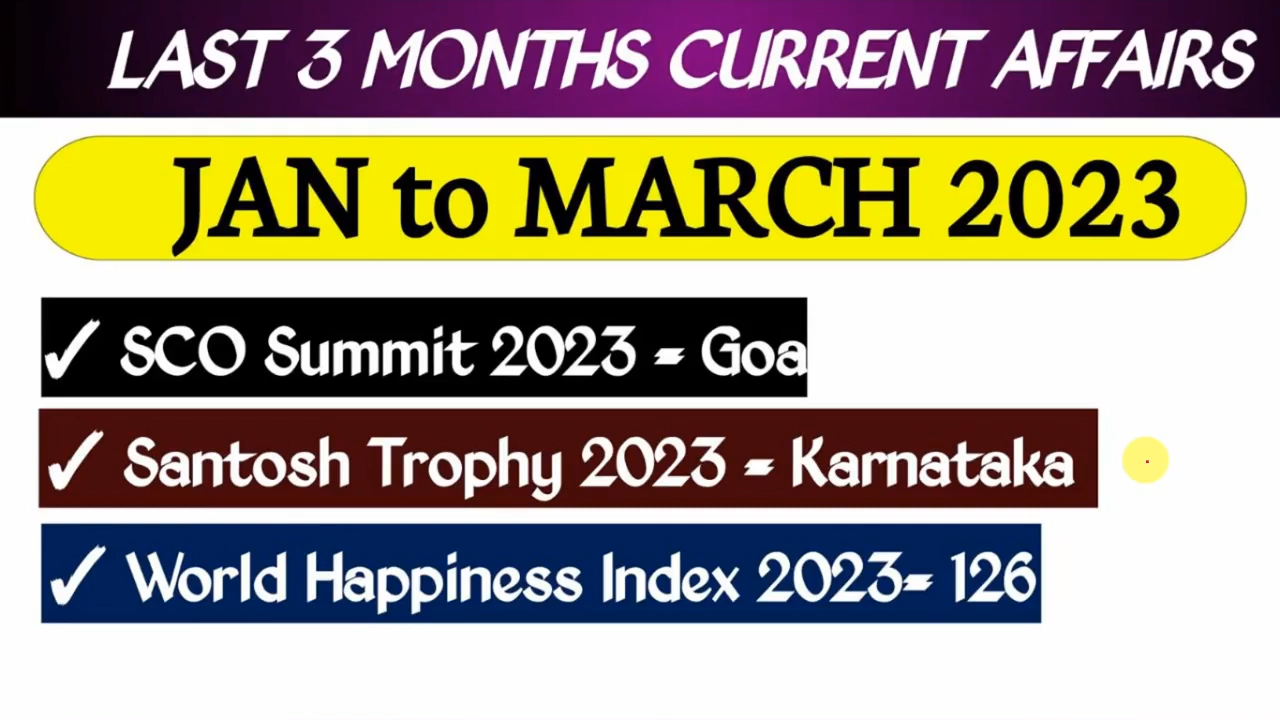 LAST 3 MONTHS CURRENT AFFAIRS
JAN to MARCH 2023
✓ SCO Summit 2023 = Goa
✓ Santosh Trophy 2023 = Karnataka
✓ World Happiness Index 2023= 126